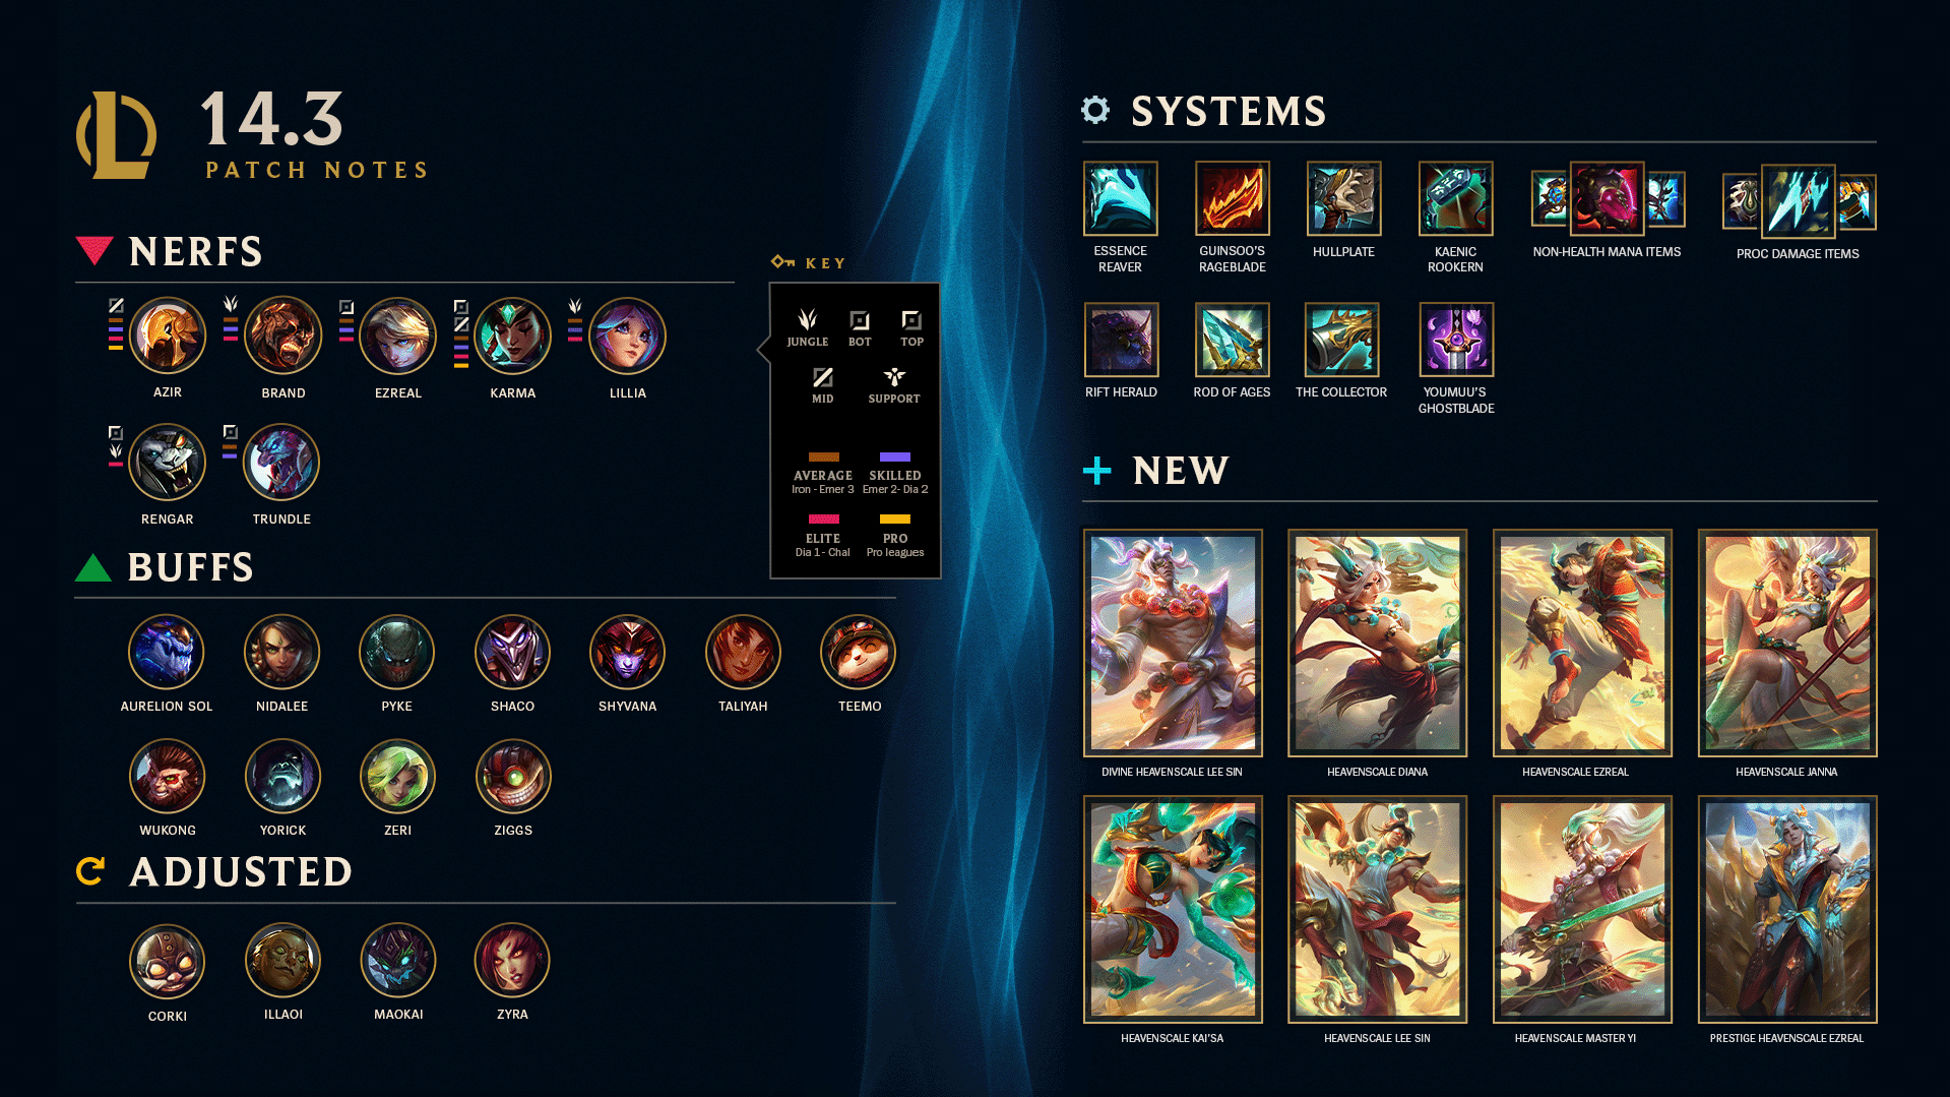 14.3
PATCH NOTES
NERFS
AZIR
BRAND
EZREAL
KARMA
LILLIA
RENGAR
TRUNDLE
KEY
JUNGLE
BOT
TOP
MID
SUPPORT
AVERAGE
Iron - Emer 3
SKILLED
Emer 2- Dia 2
ELITE
Dia 1 - Chal
PRO
Pro leagues
BUFFS
AURELION SOL
NIDALEE
PYKE
SHACO
SHYVANA
TALIYAH
TEEMO
WUKONG
YORICK
ZERI
ZIGGS
ADJUSTED
CORKI
ILLAOI
MAOKAI
ZYRA
SYSTEMS
ESSENCE
REAVER
GUINSOO'S
RAGEBLADE
HULLPLATE
KAENIC
ROOKERN
NON-HEALTH MANA ITEMS
PROC DAMAGE ITEMS
RIFT HERALD
ROD OF AGES
THE COLLECTOR
YOUMUU'S
GHOSTBLADE
NEW
DIVINE HEAVENSCALE LEE SIN
HEAVENSCALE DIANA
HEAVENSCALE EZREAL
HEAVENSCALE JANNA
HEAVENSCALE KAI'SA
HEAVENSCALE LEE SIN
HEAVENSCALE MASTER YI
PRESTIGE HEAVENSCALE EZREAL